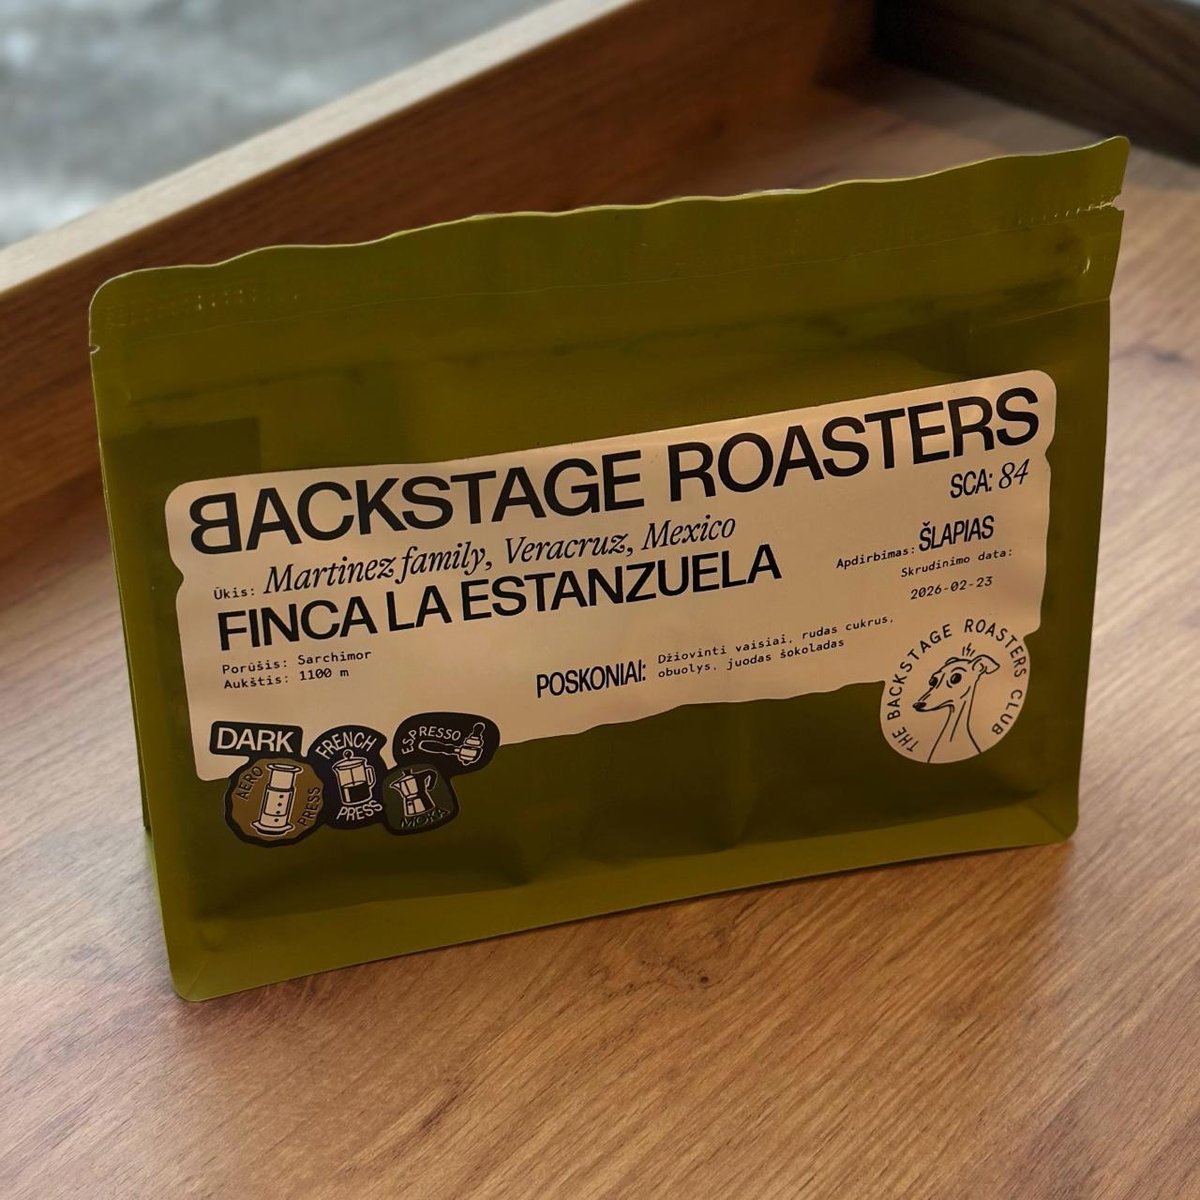 BACKSTAGE ROASTERS
SCA: 84
Ūkis: Martinez family, Veracruz, Mexico
FINCA LA ESTANZUELA
Apdirbimas: ŠLAPIAS
Skrudinimo data:
2026-02-23
Porūšis: Sarchimor
Aukštis: 1100 m
POSKONIAI: Džiovinti vaisiai, rudas cukrus,
obuolys, juodas šokoladas
THE BACKSTAGE ROASTERS CLUB
DARK
AERO PRESS
FRENCH PRESS
ESPRESSO
MOKA